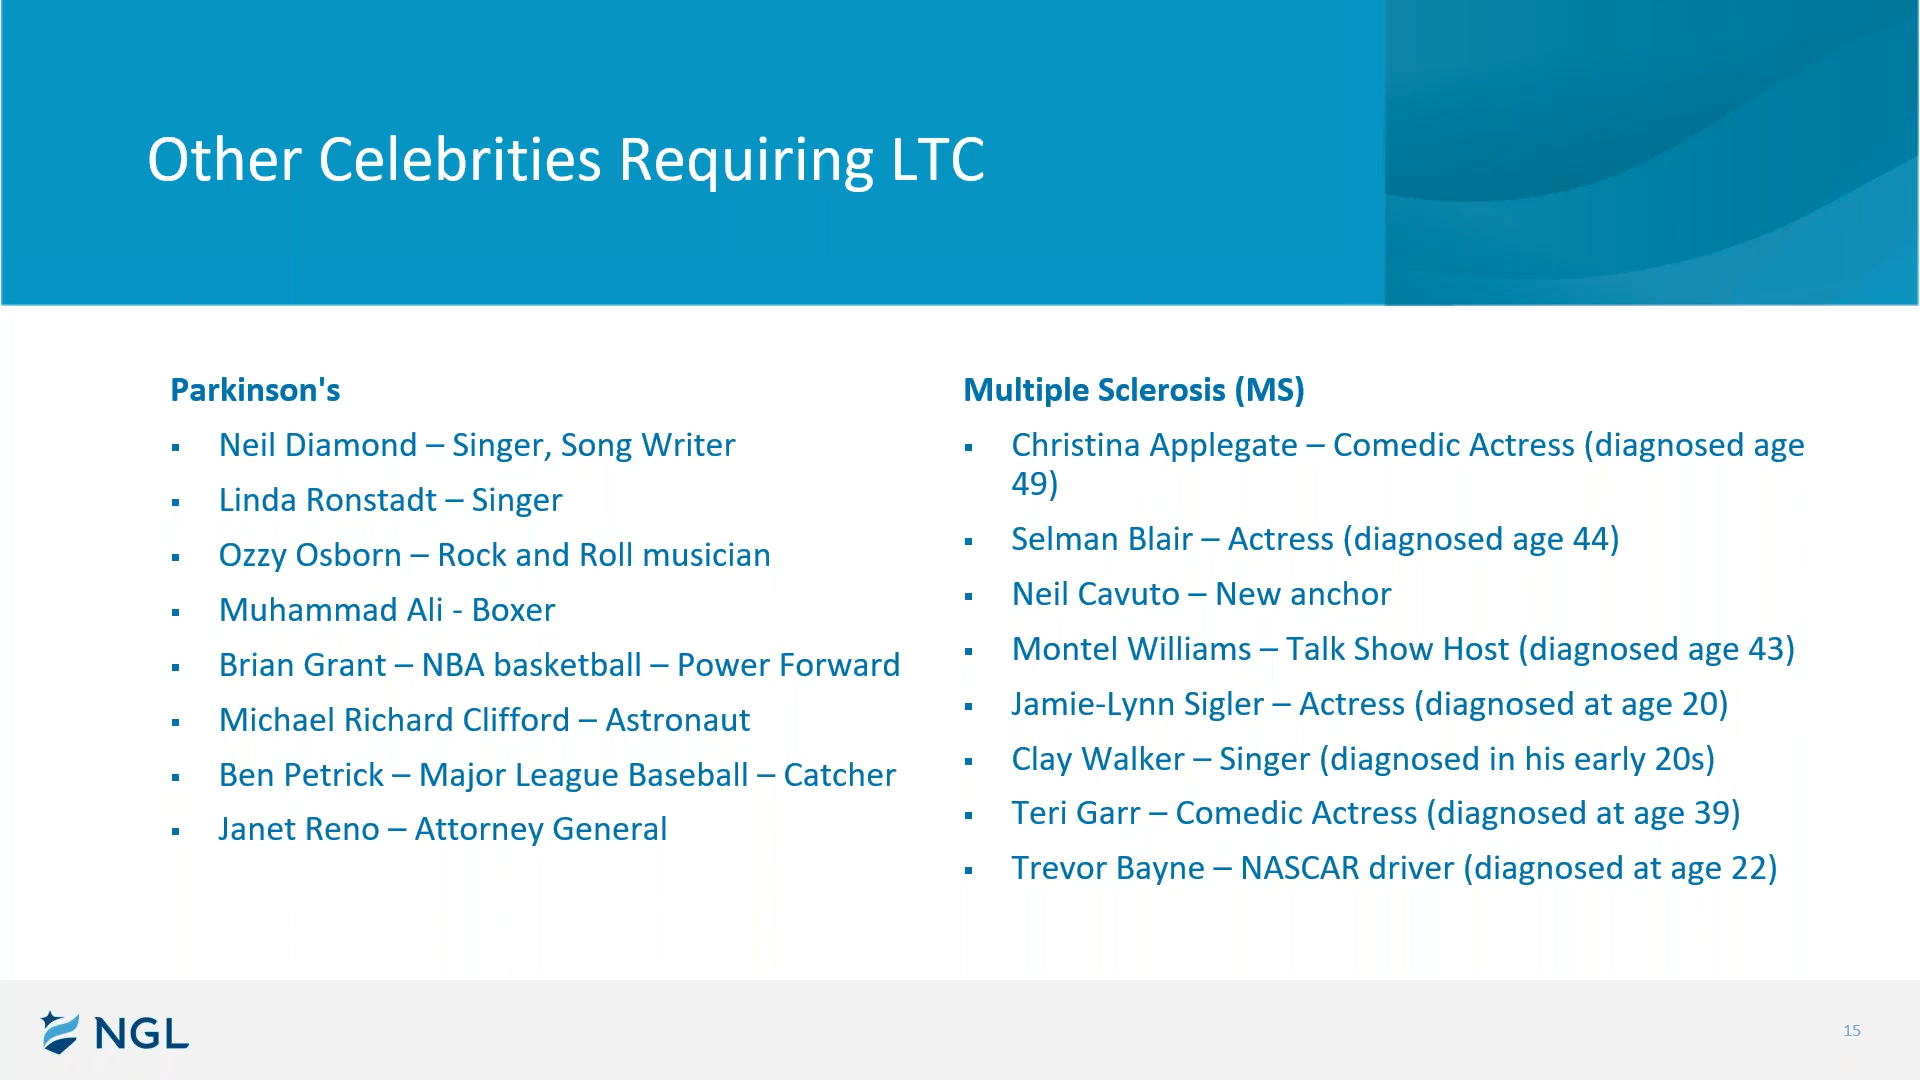 Other Celebrities Requiring LTC
Parkinson's
▪ Neil Diamond – Singer, Song Writer
▪ Linda Ronstadt – Singer
▪ Ozzy Osborn – Rock and Roll musician
▪ Muhammad Ali - Boxer
▪ Brian Grant – NBA basketball – Power Forward
▪ Michael Richard Clifford – Astronaut
▪ Ben Petrick – Major League Baseball – Catcher
▪ Janet Reno – Attorney General
Multiple Sclerosis (MS)
▪ Christina Applegate – Comedic Actress (diagnosed age
49)
▪ Selman Blair – Actress (diagnosed age 44)
▪ Neil Cavuto – New anchor
▪ Montel Williams – Talk Show Host (diagnosed age 43)
▪ Jamie-Lynn Sigler – Actress (diagnosed at age 20)
▪ Clay Walker – Singer (diagnosed in his early 20s)
▪ Teri Garr – Comedic Actress (diagnosed at age 39)
▪ Trevor Bayne – NASCAR driver (diagnosed at age 22)
NGL
15